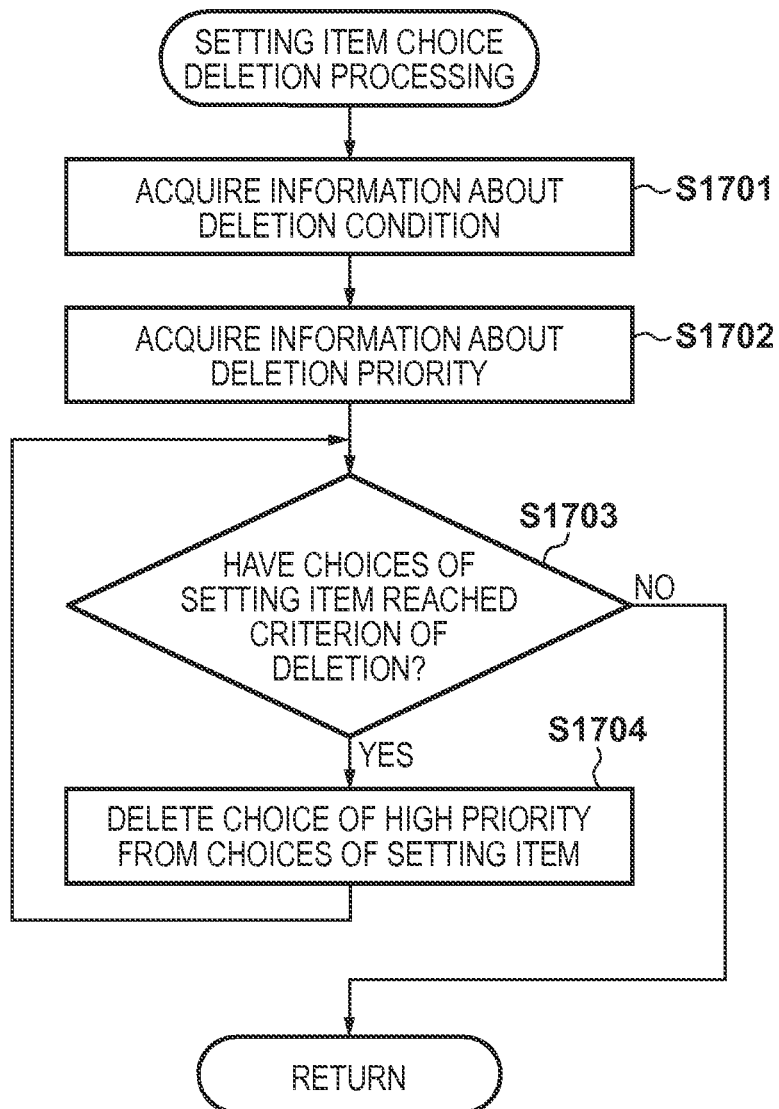 SETTING ITEM CHOICE
DELETION PROCESSING
ACQUIRE INFORMATION ABOUT
DELETION CONDITION
S1701
ACQUIRE INFORMATION ABOUT
DELETION PRIORITY
S1702
S1703
HAVE CHOICES OF
SETTING ITEM REACHED
CRITERION OF
DELETION?
NO
YES
S1704
DELETE CHOICE OF HIGH PRIORITY
FROM CHOICES OF SETTING ITEM
RETURN